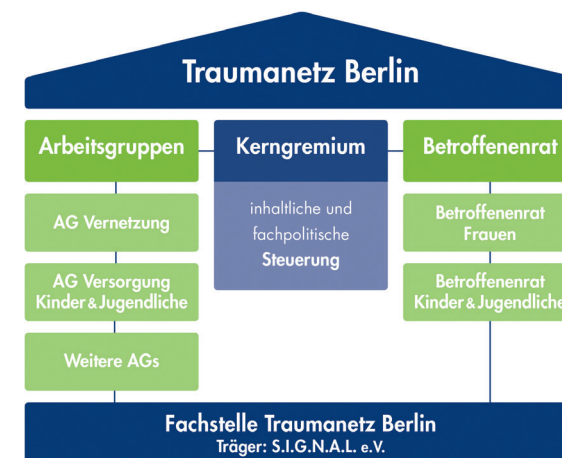 Traumanetz Berlin
Arbeitsgruppen
AG Vernetzung
AG Versorgung
Kinder & Jugendliche
Weitere AGs
Kerngremium
inhaltliche und
fachpolitische
Steuerung
Betroffenenrat
Betroffenenrat
Frauen
Betroffenenrat
Kinder & Jugendliche
Fachstelle Traumanetz Berlin
Träger: S.I.G.N.A.L. e.V.